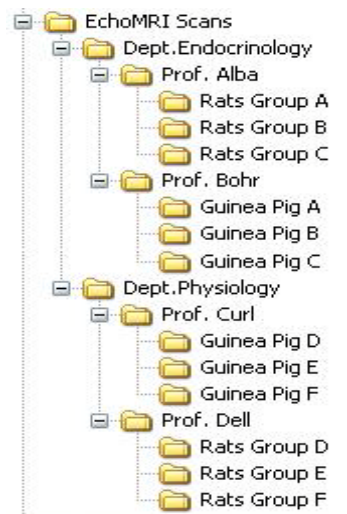 EchoMRI Scans
Dept.Endocrinology
Prof. Alba
Rats Group A
Rats Group B
Rats Group C
Prof. Bohr
Guinea Pig A
Guinea Pig B
Guinea Pig C
Dept.Physiology
Prof. Curl
Guinea Pig D
Guinea Pig E
Guinea Pig F
Prof. Dell
Rats Group D
Rats Group E
Rats Group F